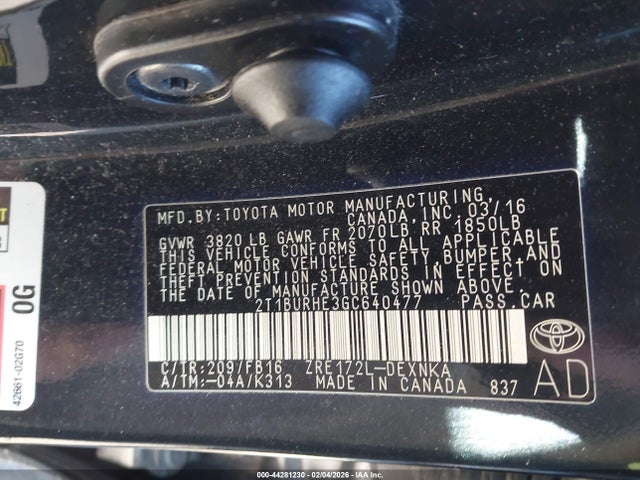 MFD.BY:TOYOTA MOTOR MANUFACTURING,
CANADA, INC. 03/16
GVWR 3820 LB GAWR FR 2070LB RR 1850LB
THIS VEHICLE CONFORMS TO ALL APPLICABLE
FEDERAL MOTOR VEHICLE SAFETY, BUMPER, AND
THEFT PREVENTION STANDARDS IN EFFECT ON
THE DATE OF MANUFACTURE SHOWN ABOVE.
2T1BURHE3GC640477 PASS.CAR
C/TR:209/FB16 ZRE172L-DEXNKA
A/TM:-04A/K313 MADE IN CANADA 837
AD
0G
42661-02G70
000-44281230 - 02/04/2026 - IAAI.COM